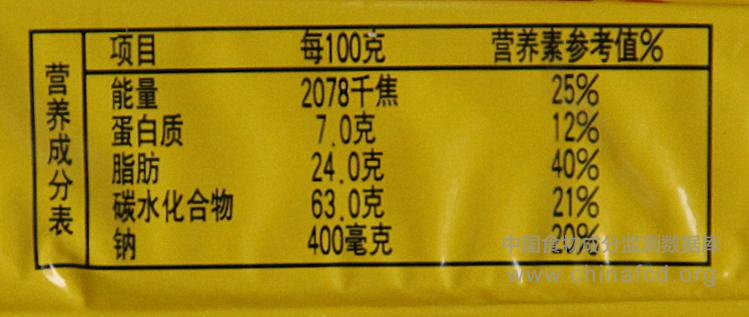 营养成分表
项目 每100克 营养素参考值%
能量 2078千焦 25%
蛋白质 7.0克 12%
脂肪 24.0克 40%
碳水化合物 63.0克 21%
钠 400毫克 20%
中国食物成分监测数据库
www.chinafcd.org